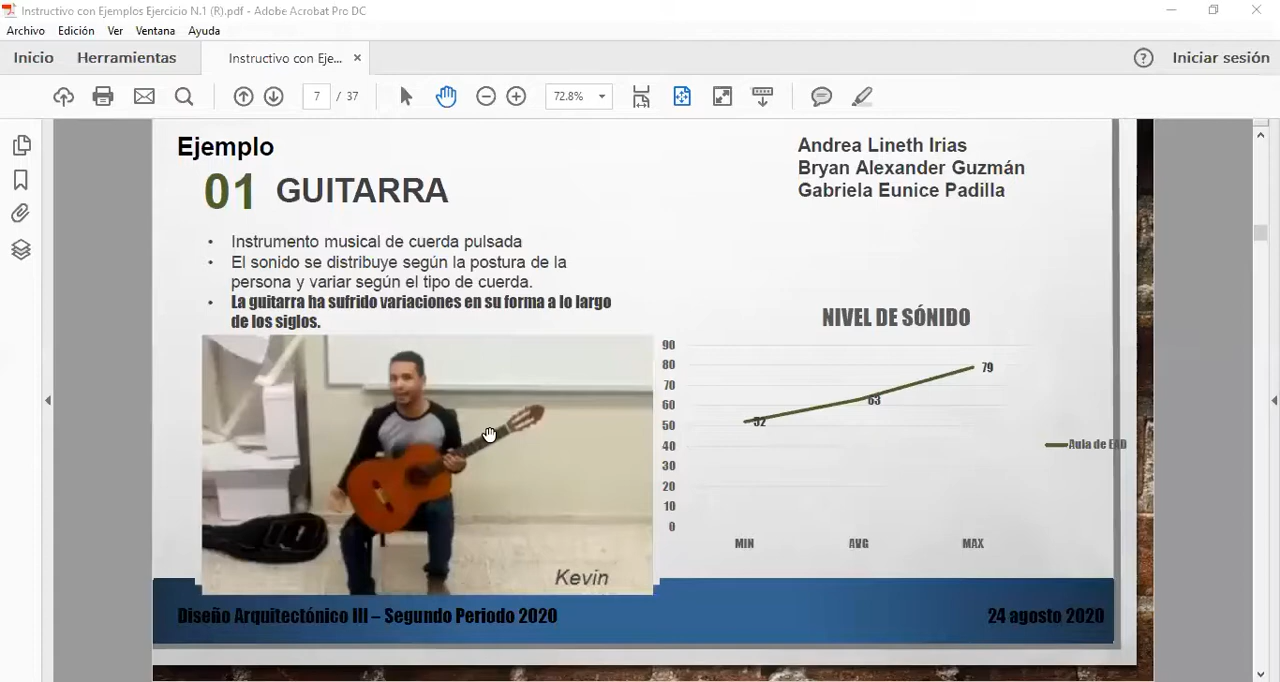 Instructivo con Ejemplos Ejercicio N.1 (R).pdf - Adobe Acrobat Pro DC
Archivo Edición Ver Ventana Ayuda
Inicio Herramientas Instructivo con Eje... × Iniciar sesión
7 / 37 72.8%
Ejemplo
01 GUITARRA
Andrea Lineth Irias
Bryan Alexander Guzmán
Gabriela Eunice Padilla
• Instrumento musical de cuerda pulsada
• El sonido se distribuye según la postura de la
persona y variar según el tipo de cuerda.
• La guitarra ha sufrido variaciones en su forma a lo largo
de los siglos.
Kevin
NIVEL DE SÓNIDO
90
80
70
60
50
40
30
20
10
0
52
63
79
MIN AVG MAX
Aula de EAD
Diseño Arquitectónico III – Segundo Periodo 2020
24 agosto 2020